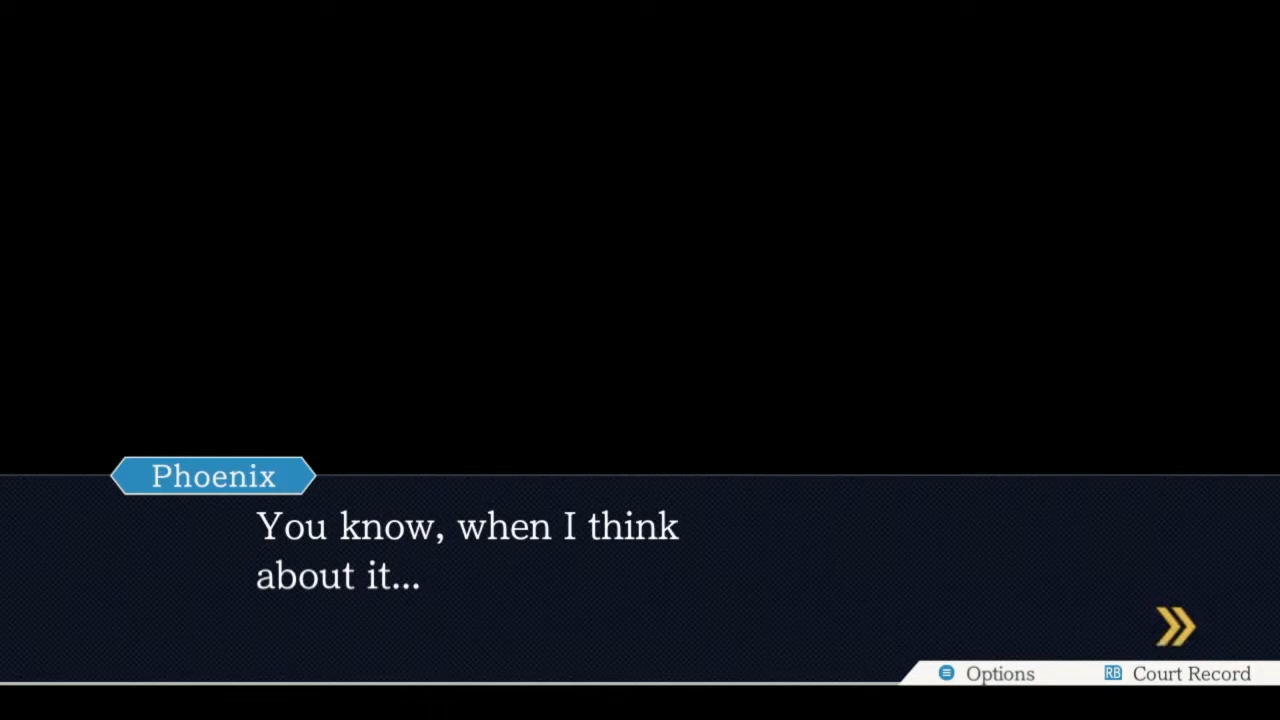 Phoenix
You know, when I think
about it...
Options
RB Court Record